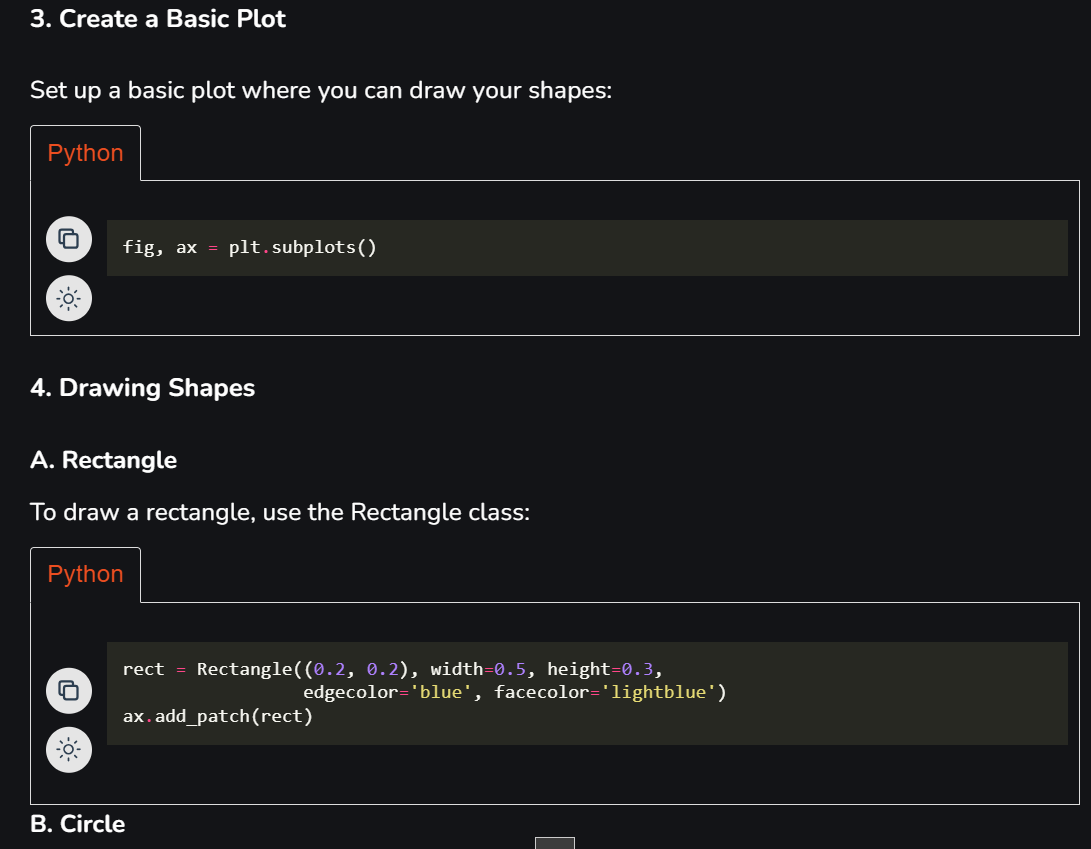 3. Create a Basic Plot
Set up a basic plot where you can draw your shapes:
Python
fig, ax = plt.subplots()
4. Drawing Shapes
A. Rectangle
To draw a rectangle, use the Rectangle class:
Python
rect = Rectangle((0.2, 0.2), width=0.5, height=0.3,
                 edgecolor='blue', facecolor='lightblue')
ax.add_patch(rect)
B. Circle